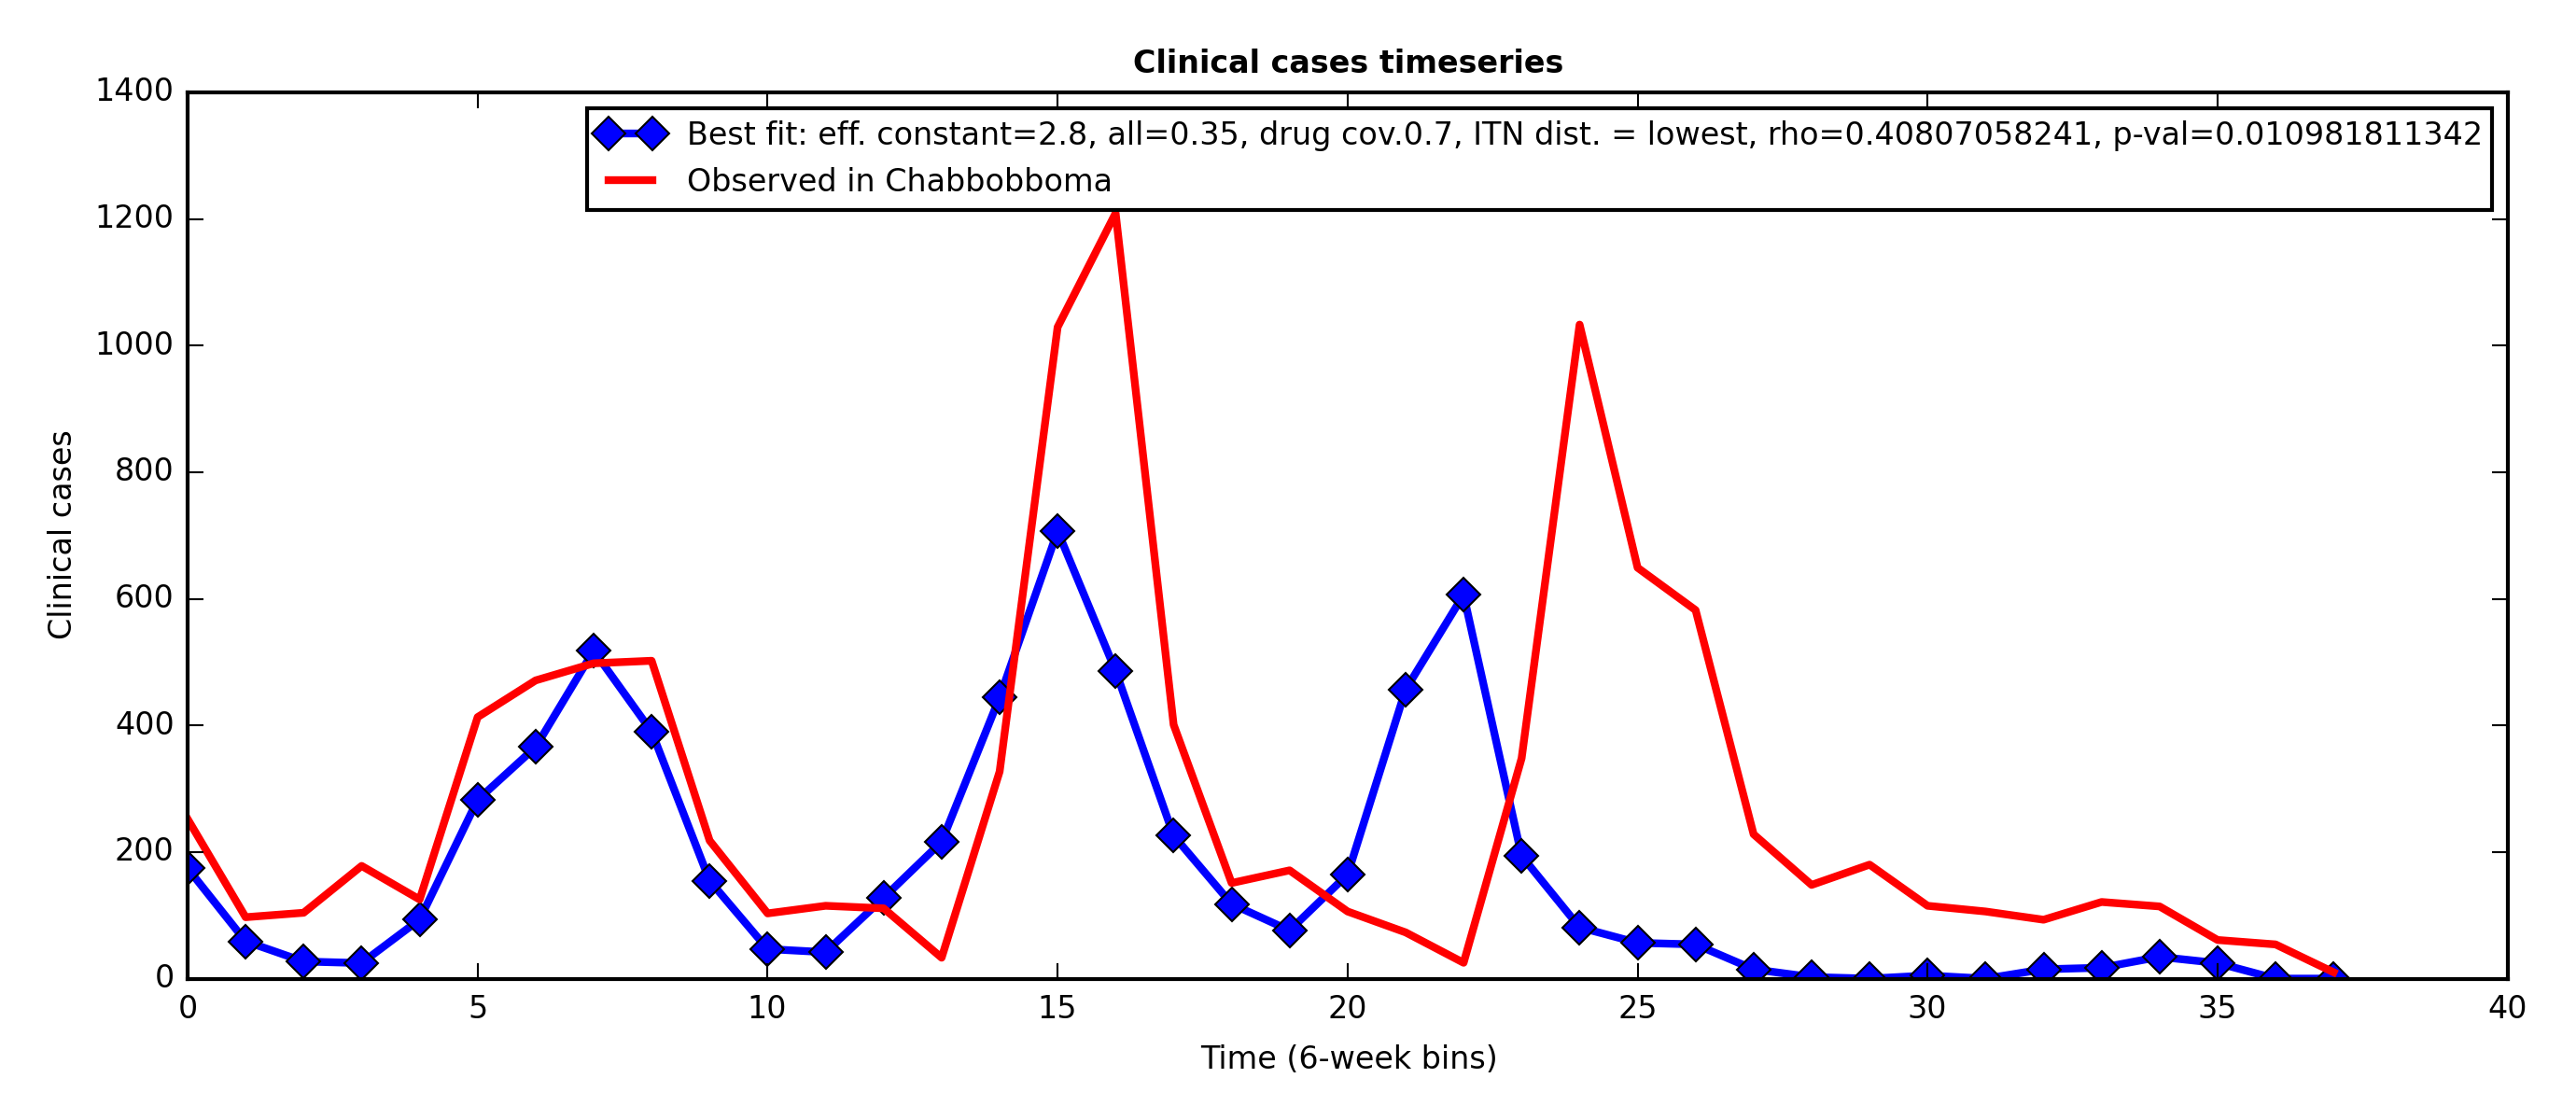 Clinical cases timeseries
1400
1200
1000
800
600
400
200
0
Clinical cases
Best fit: eff. constant=2.8, all=0.35, drug cov.0.7, ITN dist. = lowest, rho=0.40807058241, p-val=0.010981811342
Observed in Chabbobboma
0 5 10 15 20 25 30 35 40
Time (6-week bins)